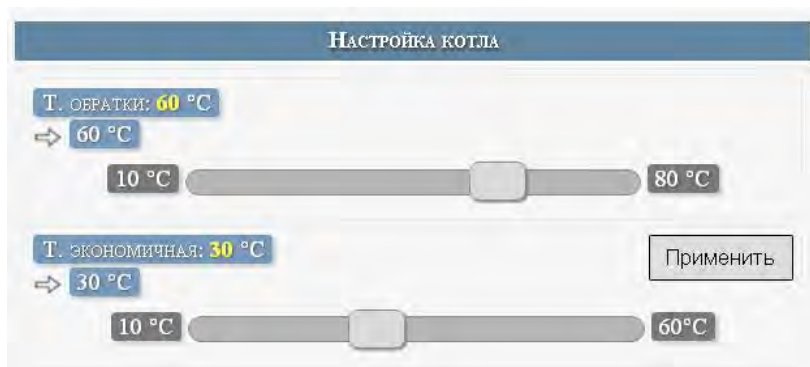 Настройка котла
Т. обратки: 60 °C
⇨ 60 °C
10 °C 80 °C
Т. экономичная: 30 °C
Применить
⇨ 30 °C
10 °C 60°C